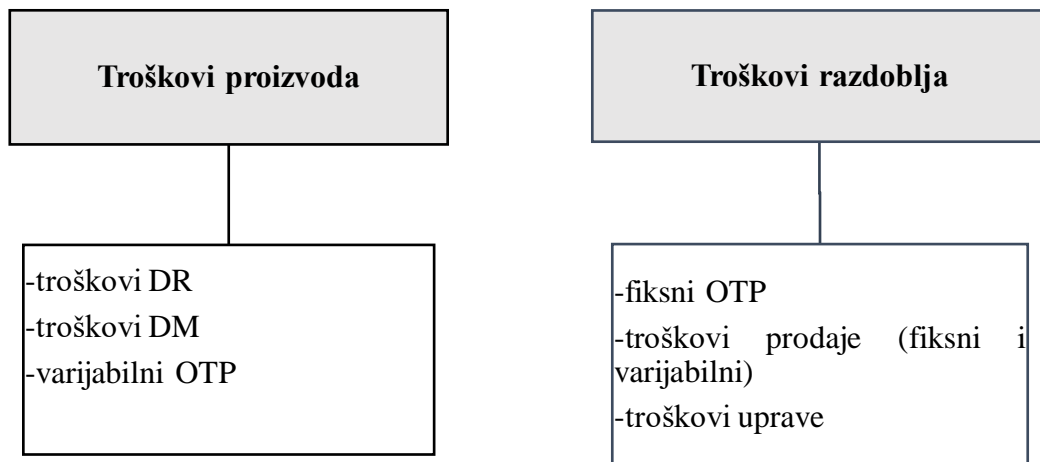 Troškovi proizvoda
-troškovi DR
-troškovi DM
-varijabilni OTP
Troškovi razdoblja
-fiksni OTP
-troškovi prodaje (fiksni i
varijabilni)
-troškovi uprave